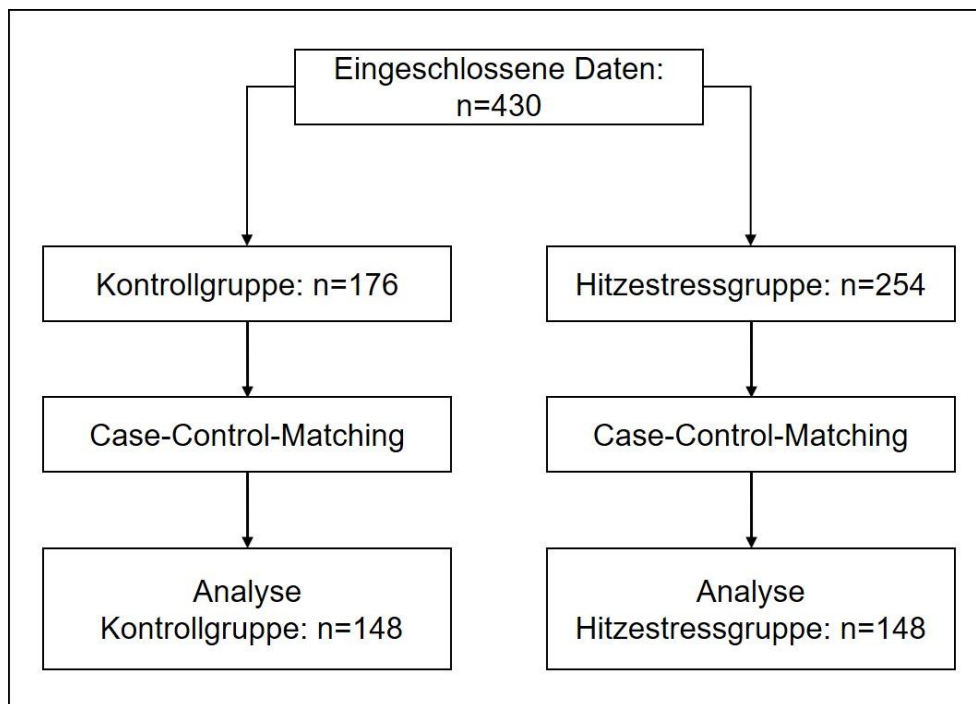 Eingeschlossene Daten:
n=430
Kontrollgruppe: n=176
Hitzestressgruppe: n=254
Case-Control-Matching
Case-Control-Matching
Analyse
Kontrollgruppe: n=148
Analyse
Hitzestressgruppe: n=148